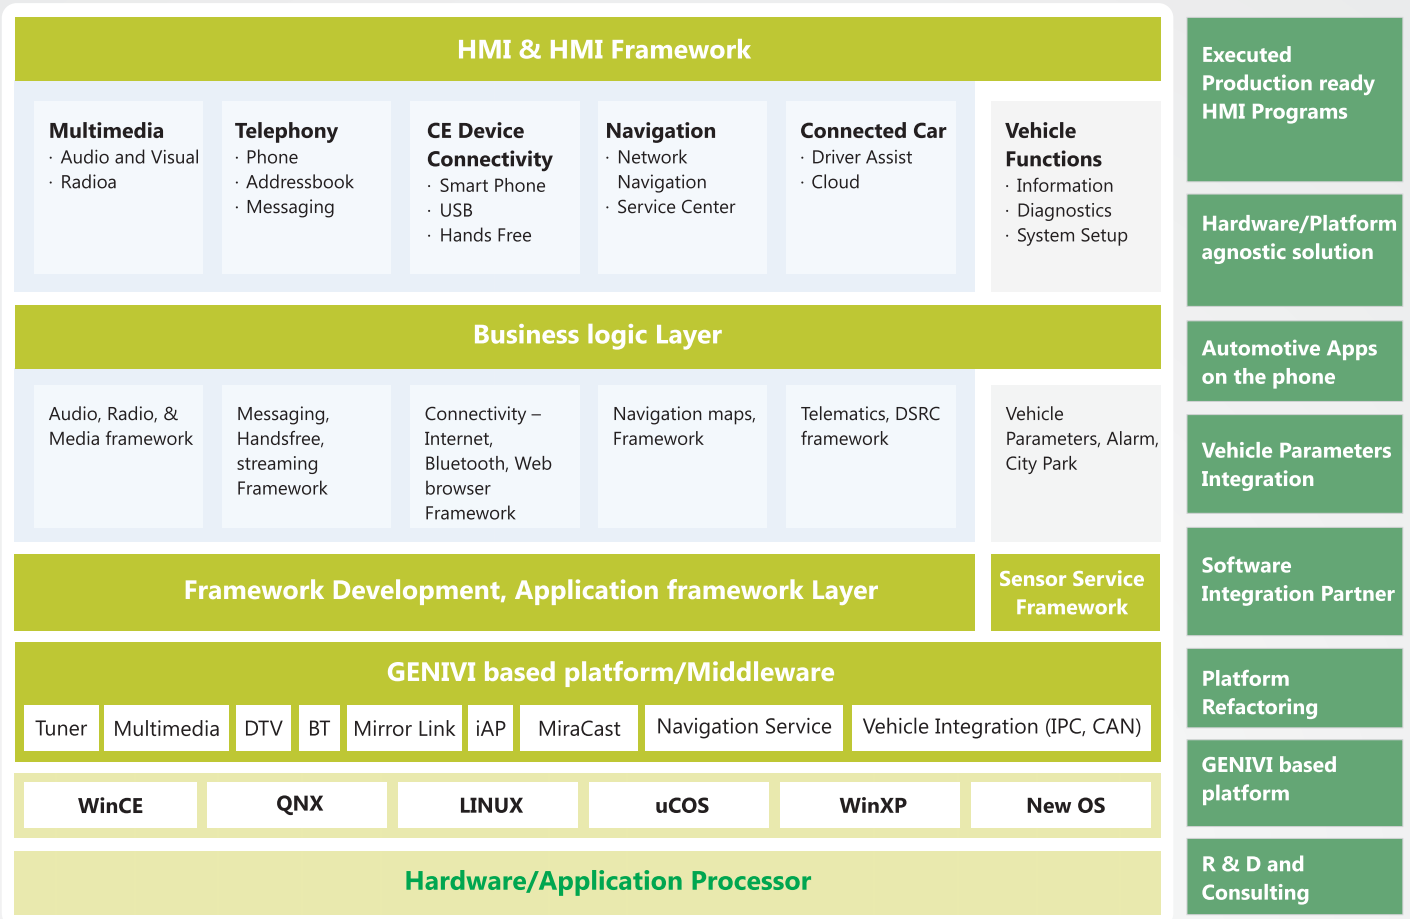 HMI & HMI Framework
Multimedia
· Audio and Visual
· Radioa
Telephony
· Phone
· Addressbook
· Messaging
CE Device
Connectivity
· Smart Phone
· USB
· Hands Free
Navigation
· Network
Navigation
· Service Center
Connected Car
· Driver Assist
· Cloud
Vehicle
Functions
· Information
· Diagnostics
· System Setup
Business logic Layer
Audio, Radio, &
Media framework
Messaging,
Handsfree,
streaming
Framework
Connectivity –
Internet,
Bluetooth, Web
browser
Framework
Navigation maps,
Framework
Telematics, DSRC
framework
Vehicle
Parameters, Alarm,
City Park
Framework Development, Application framework Layer
Sensor Service
Framework
GENIVI based platform/Middleware
Tuner
Multimedia
DTV
BT
Mirror Link
iAP
MiraCast
Navigation Service
Vehicle Integration (IPC, CAN)
WinCE
QNX
LINUX
uCOS
WinXP
New OS
Hardware/Application Processor
Executed
Production ready
HMI Programs
Hardware/Platform
agnostic solution
Automotive Apps
on the phone
Vehicle Parameters
Integration
Software
Integration Partner
Platform
Refactoring
GENIVI based
platform
R & D and
Consulting